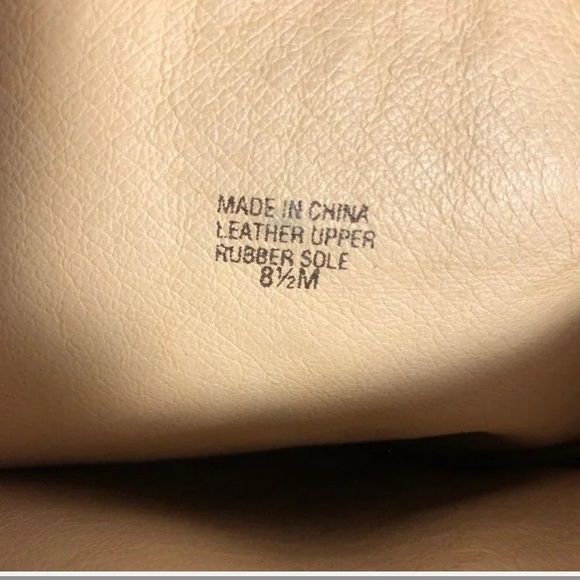 MADE IN CHINA
LEATHER UPPER
RUBBER SOLE
8½M